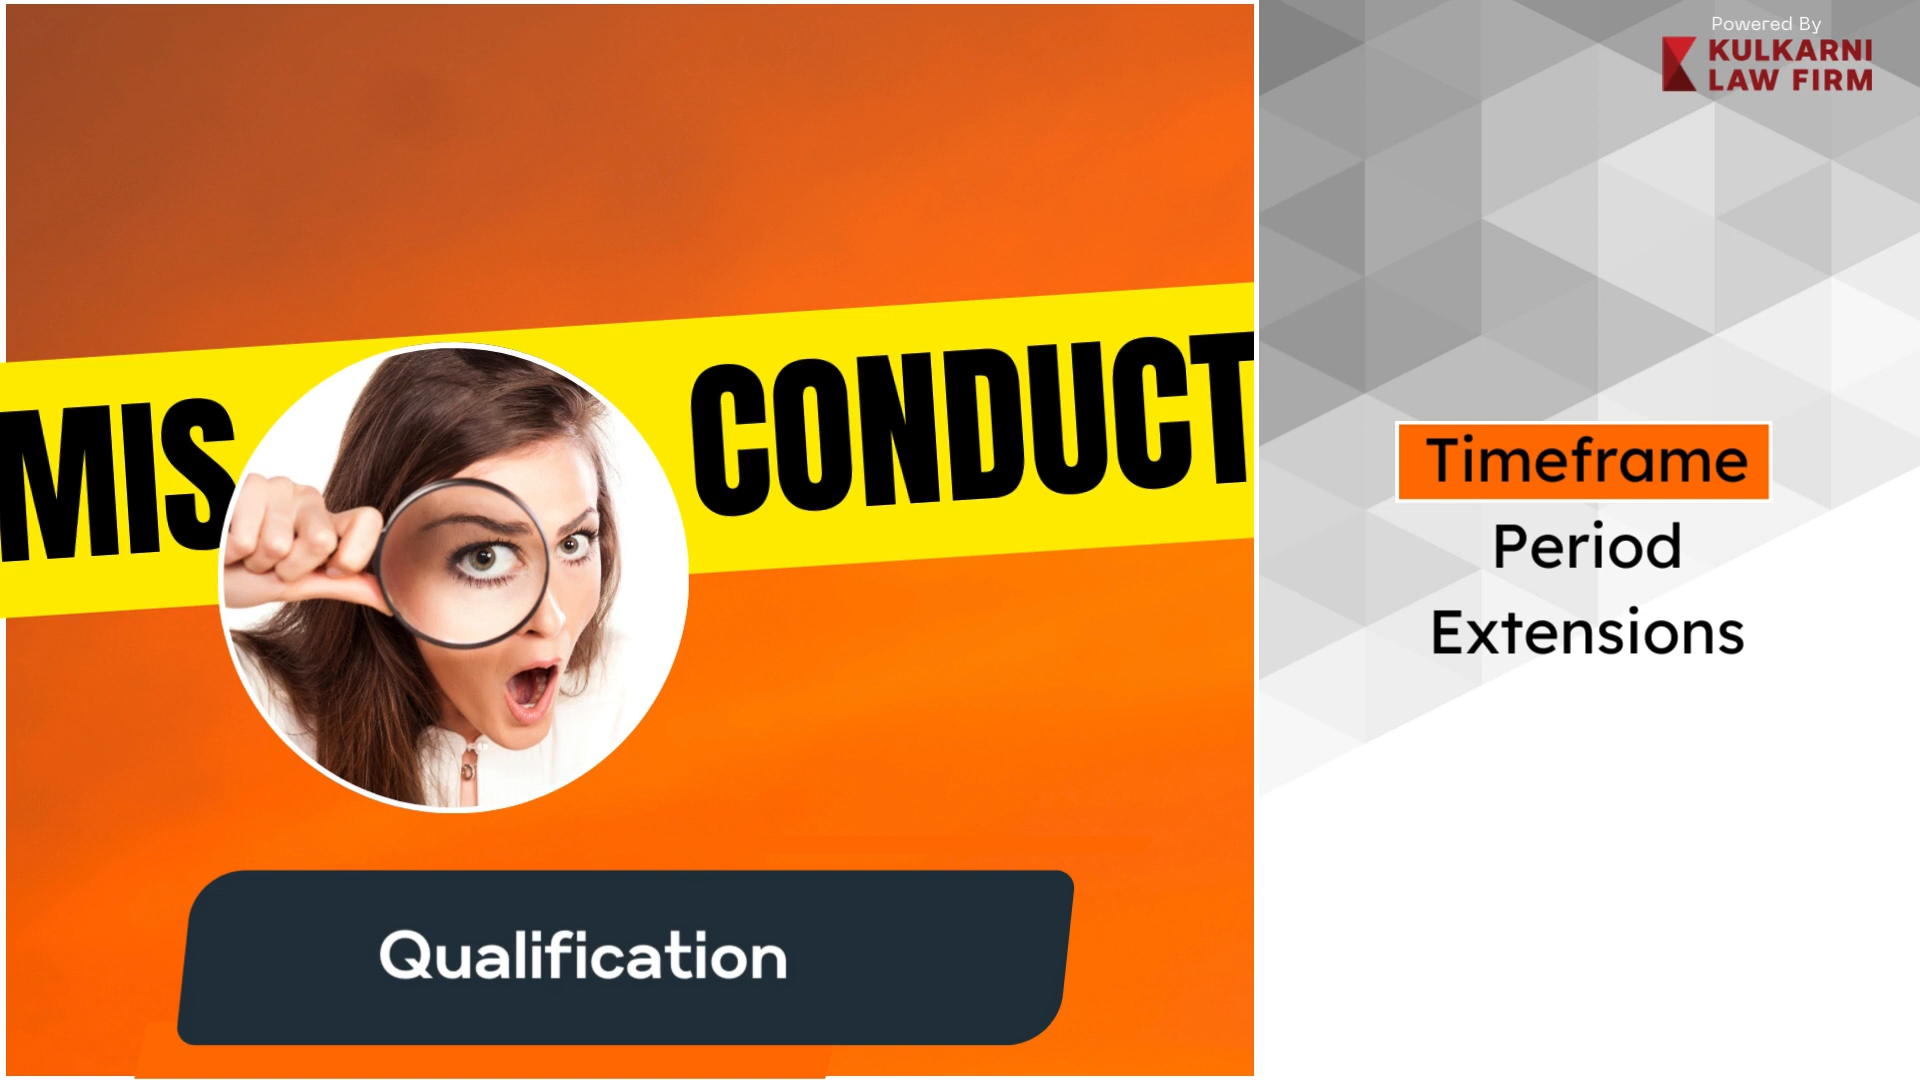 MIS CONDUCT
Qualification
Powered By
KULKARNI
LAW FIRM
Timeframe
Period
Extensions